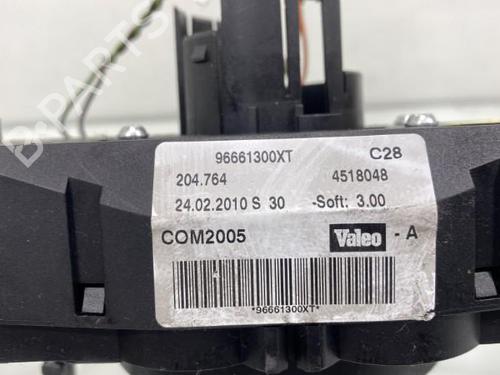 96661300XT C28
204.764 4518048
24.02.2010 S 30 -Soft: 3.00
COM2005 Valeo - A
*96661300XT*
B-PARTS